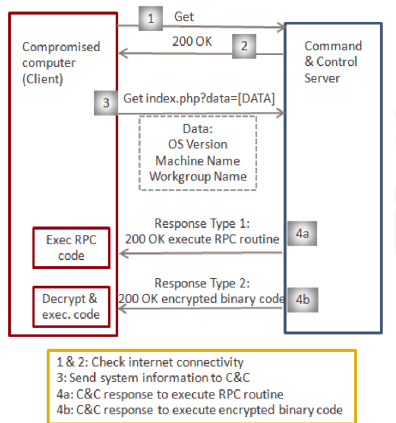 1
Get
200 OK
2
Compromised
computer
(Client)
Command
& Control
Server
3
Get index.php?data=[DATA]
Data:
OS Version
Machine Name
Workgroup Name
Response Type 1:
200 OK execute RPC routine
4a
Exec RPC
code
Response Type 2:
200 OK encrypted binary code
4b
Decrypt &
exec. code
1 & 2: Check internet connectivity
3: Send system information to C&C
4a: C&C response to execute RPC routine
4b: C&C response to execute encrypted binary code